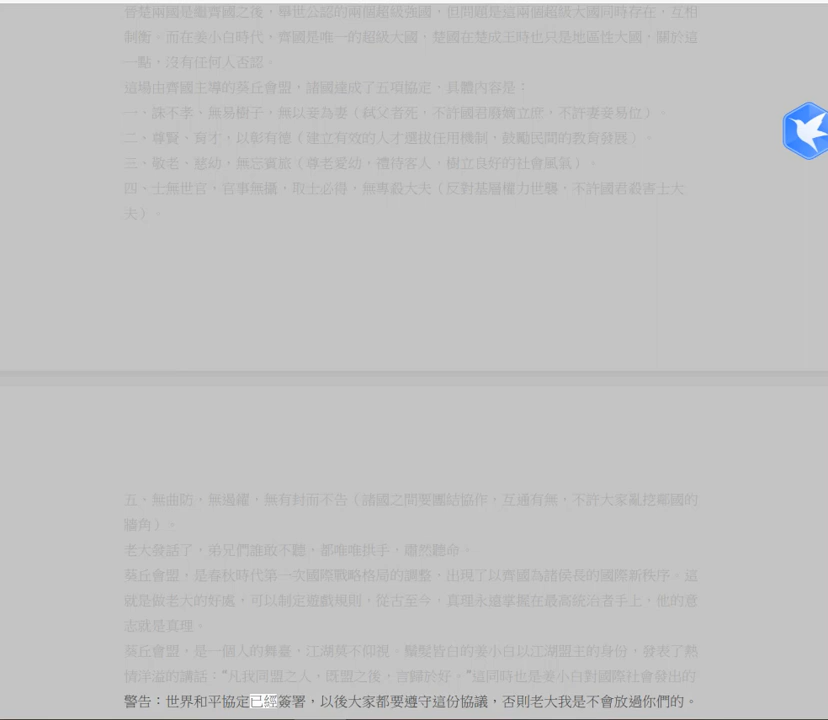 晉楚兩國是繼齊國之後，舉世公認的兩個超級強國，但問題是這兩個超級大國同時存在，互相
制衡。而在姜小白時代，齊國是唯一的超級大國，楚國在楚成王時也只是地區性大國，關於這
一點，沒有任何人否認。
這場由齊國主導的葵丘會盟，諸國達成了五項協定，具體內容是：
一、誅不孝，無易樹子，無以妾為妻（弒父者死，不許國君廢嫡立庶，不許妻妾易位）。
二、尊賢、育才，以彰有德（建立有效的人才選拔任用機制，鼓勵民間的教育發展）。
三、敬老、慈幼，無忘賓旅（尊老愛幼，禮待客人，樹立良好的社會風氣）。
四、士無世官，官事無攝，取士必得，無專殺大夫（反對基層權力世襲，不許國君殺害士大
夫）。
五、無曲防，無遏糴，無有封而不告（諸國之間要團結協作，互通有無，不許大家亂挖鄰國的
牆角）。
老大發話了，弟兄們誰敢不聽，都唯唯拱手，肅然聽命。
葵丘會盟，是春秋時代第一次國際戰略格局的調整，出現了以齊國為諸侯長的國際新秩序。這
就是做老大的好處，可以制定遊戲規則，從古至今，真理永遠掌握在最高統治者手上，他的意
志就是真理。
葵丘會盟，是一個人的舞臺，江湖莫不仰視。鬚髮皆白的姜小白以江湖盟主的身份，發表了熱
情洋溢的講話：“凡我同盟之人，既盟之後，言歸於好。”這同時也是姜小白對國際社會發出的
警告：世界和平協定已經簽署，以後大家都要遵守這份協議，否則老大我是不會放過你們的。